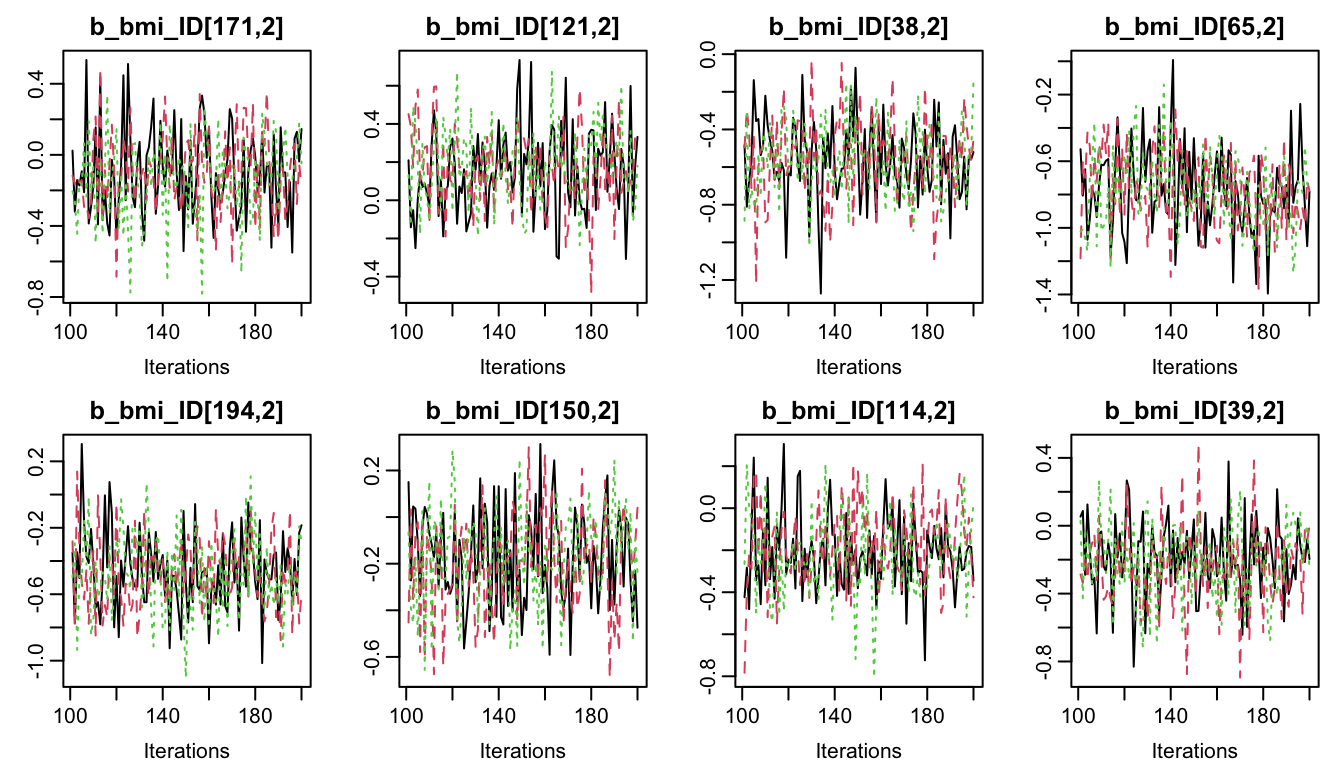 b_bmi_ID[171,2] b_bmi_ID[121,2] b_bmi_ID[38,2] b_bmi_ID[65,2]
0.4 0.0 -0.4 -0.8
0.4 0.0 -0.4
0.0 -0.4 -0.8 -1.2
-0.2 -0.6 -1.0 -1.4
100 140 180 100 140 180 100 140 180 100 140 180
Iterations Iterations Iterations Iterations
b_bmi_ID[194,2] b_bmi_ID[150,2] b_bmi_ID[114,2] b_bmi_ID[39,2]
0.2 -0.2 -0.6 -1.0
0.2 -0.2 -0.6
0.0 -0.4 -0.8
0.4 0.0 -0.4 -0.8
100 140 180 100 140 180 100 140 180 100 140 180
Iterations Iterations Iterations Iterations